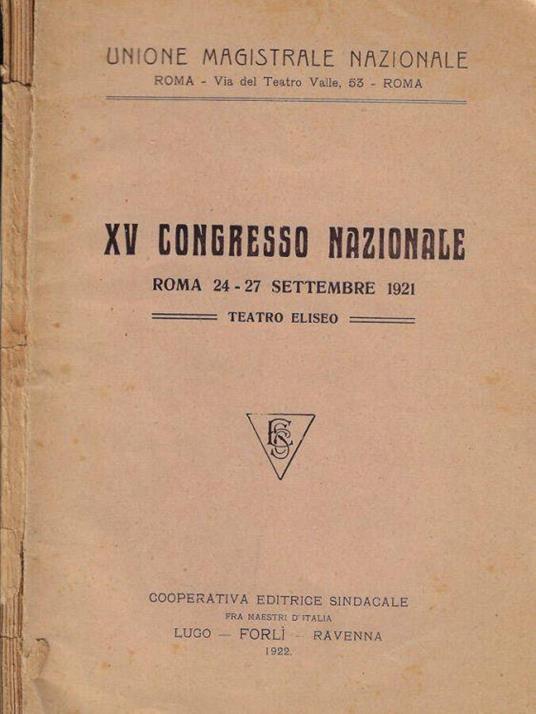 UNIONE MAGISTRALE NAZIONALE
ROMA - Via del Teatro Valle, 53 - ROMA
XV CONGRESSO NAZIONALE
ROMA 24 - 27 SETTEMBRE 1921
TEATRO ELISEO
CES
COOPERATIVA EDITRICE SINDACALE
FRA MAESTRI D'ITALIA
LUGO — FORLÌ — RAVENNA
1922.